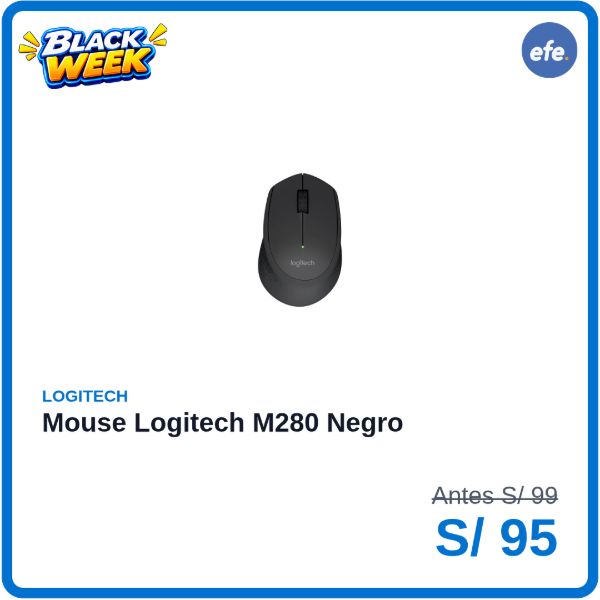 BLACK
WEEK
efe.
logitech
LOGITECH
Mouse Logitech M280 Negro
Antes S/ 99
S/ 95